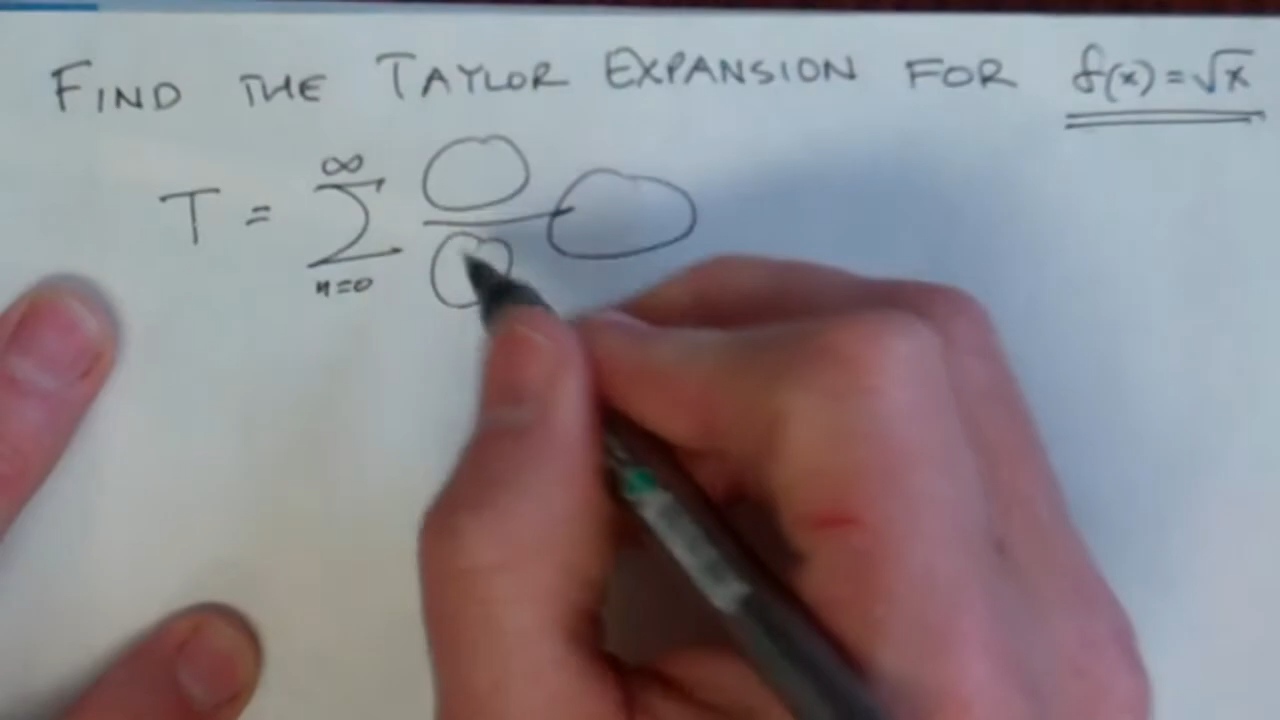 FIND THE TAYLOR EXPANSION FOR f(x) = √x
∞
T = ∑
n=0